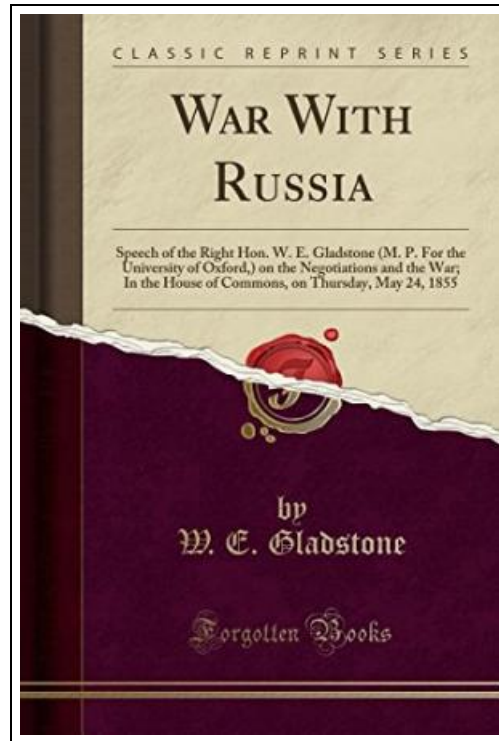 CLASSIC REPRINT SERIES
WAR WITH
RUSSIA
Speech of the Right Hon. W. E. Gladstone (M. P. For the
University of Oxford,) on the Negotiations and the War;
In the House of Commons, on Thursday, May 24, 1855
F
by
W. E. Gladstone
Forgotten Books